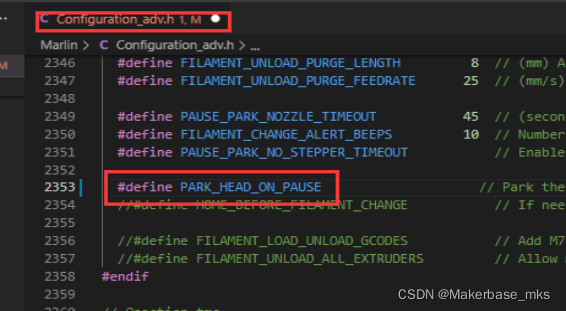 C Configuration_adv.h 1, M
Marlin > C Configuration_adv.h > ...
M
2346 #define FILAMENT_UNLOAD_PURGE_LENGTH 8 // (mm) A
2347 #define FILAMENT_UNLOAD_PURGE_FEEDRATE 25 // (mm/s)
2348
2349 #define PAUSE_PARK_NOZZLE_TIMEOUT 45 // (secon
2350 #define FILAMENT_CHANGE_ALERT_BEEPS 10 // Number
2351 #define PAUSE_PARK_NO_STEPPER_TIMEOUT // Enable
2352
2353 #define PARK_HEAD_ON_PAUSE // Park the
2354 //#define HOME_BEFORE_FILAMENT_CHANGE // If nee
2355
2356 //#define FILAMENT_LOAD_UNLOAD_GCODES // Add M7
2357 //#define FILAMENT_UNLOAD_ALL_EXTRUDERS // Allow
2358 #endif
2359
2360
CSDN @Makerbase_mks